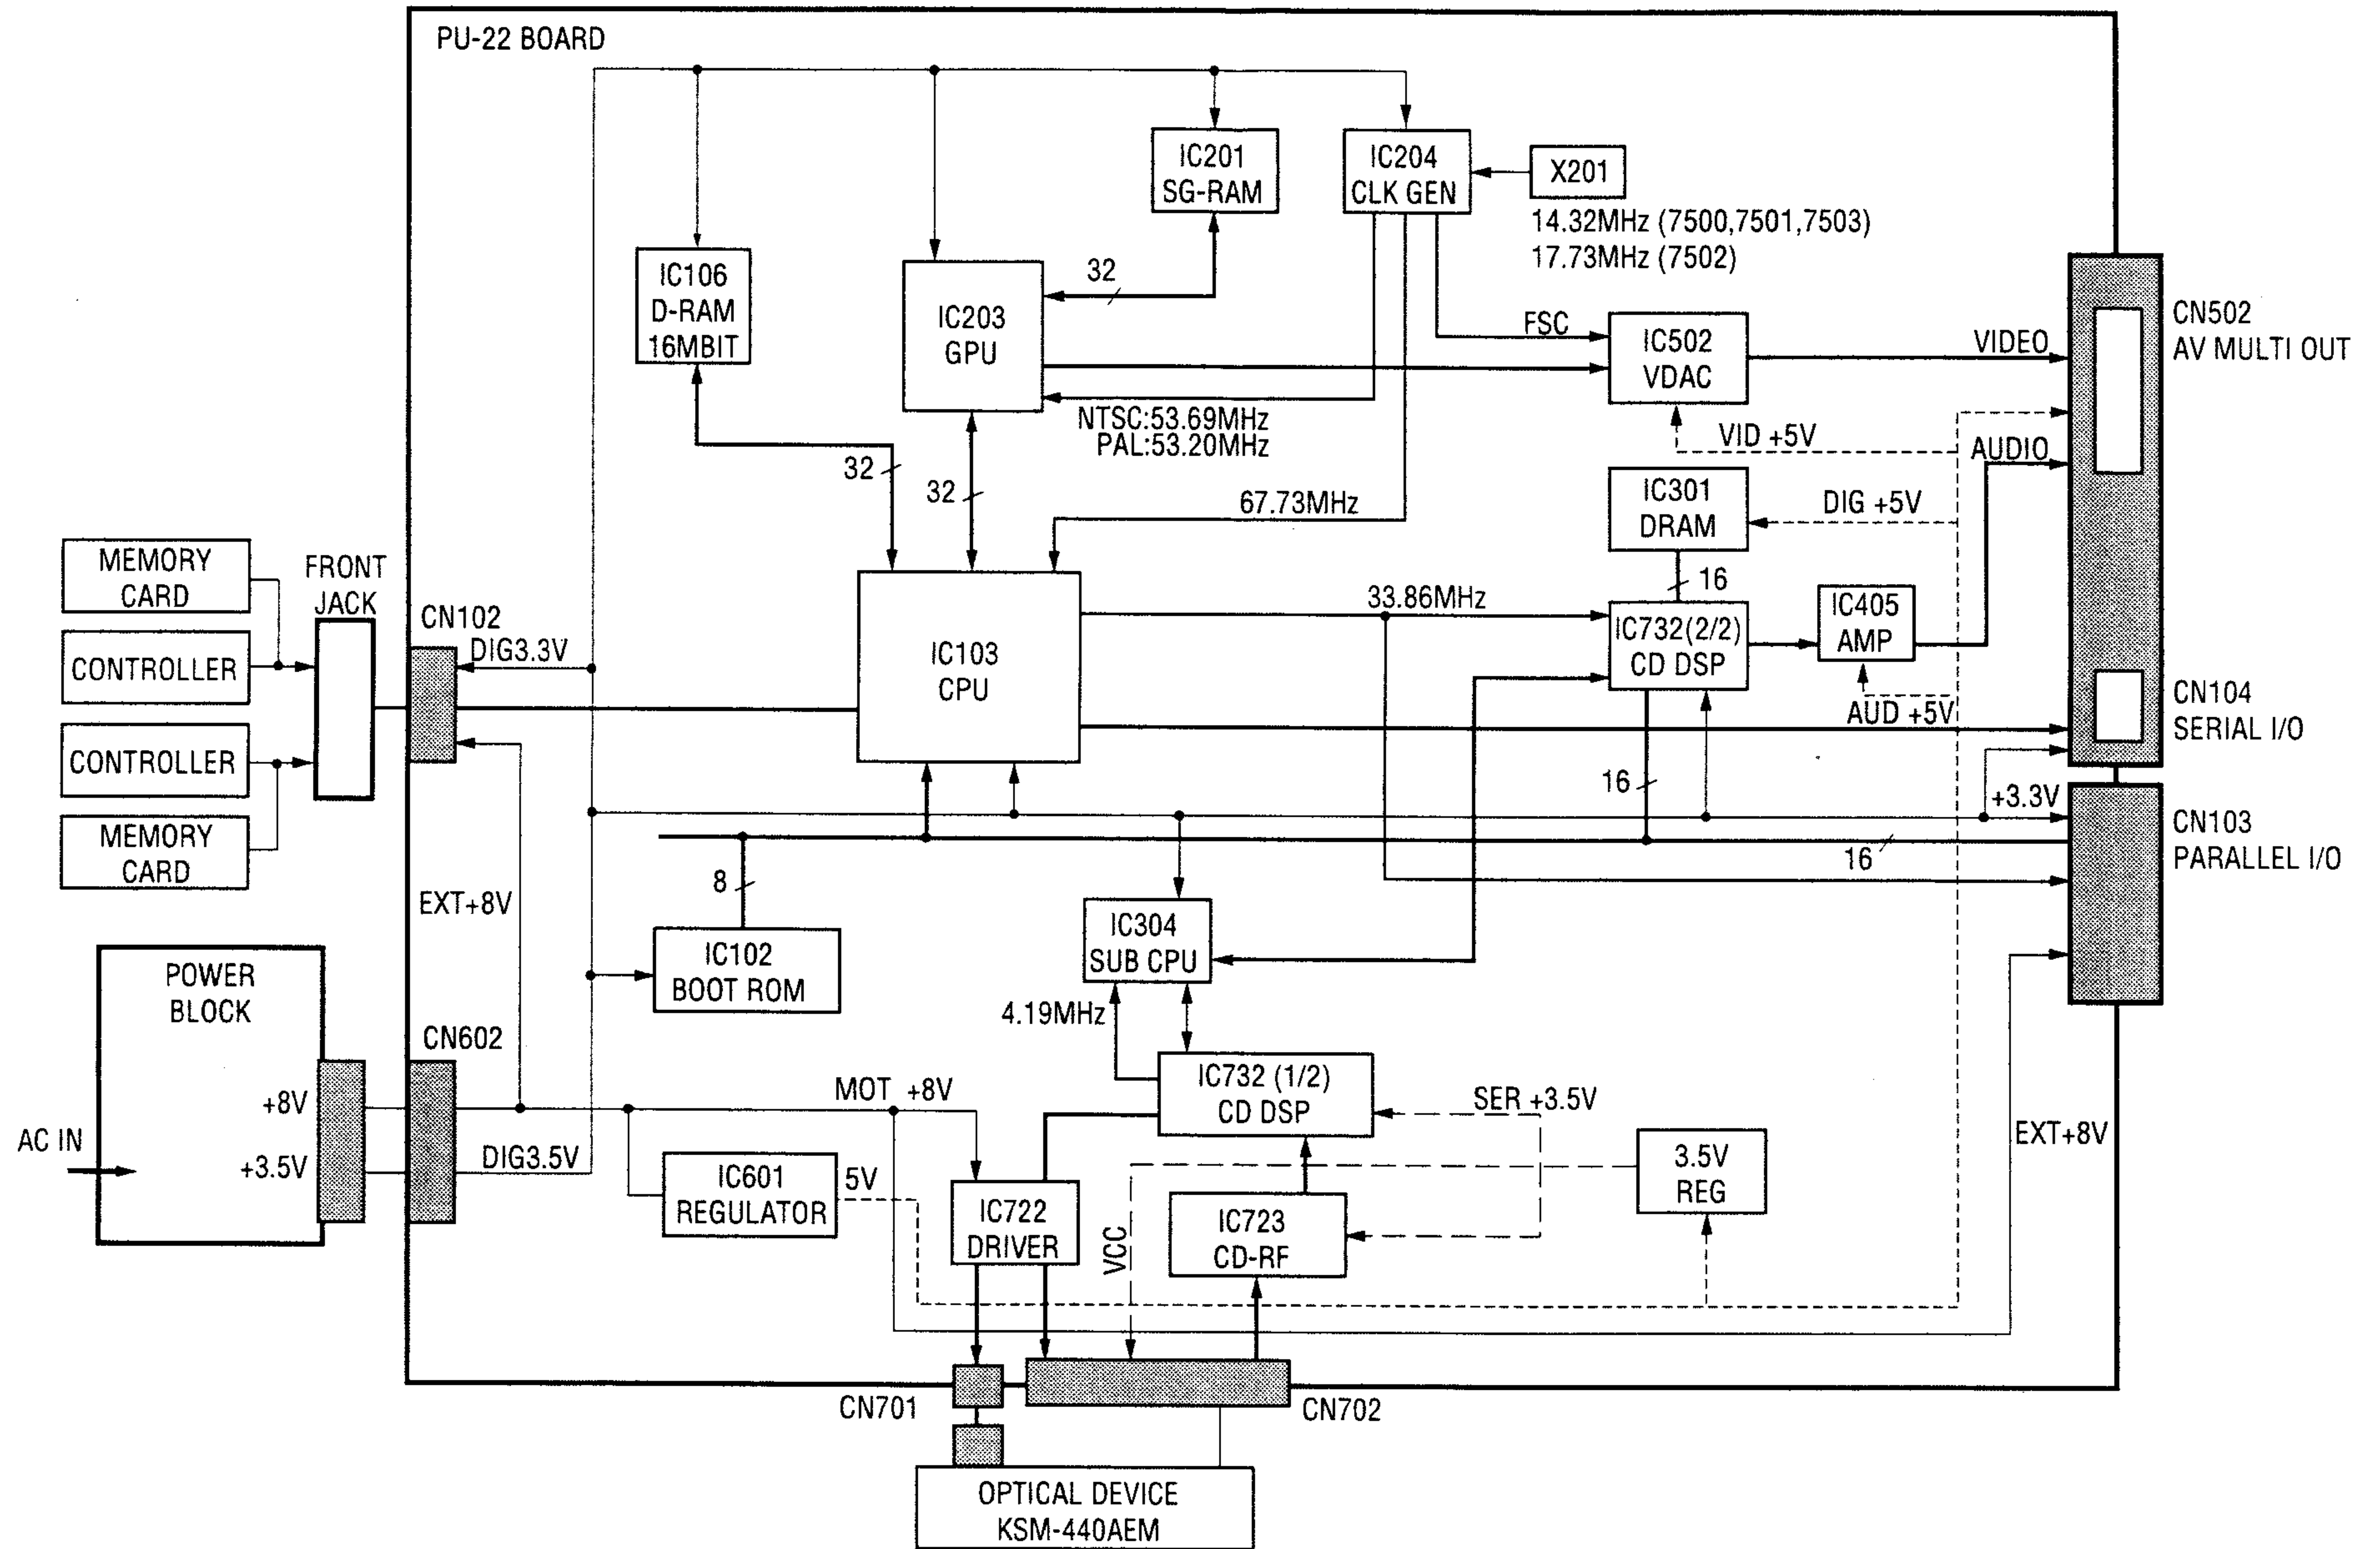 PU-22 BOARD
IC201
SG-RAM
IC204
CLK GEN
X201
14.32MHz (7500,7501,7503)
17.73MHz (7502)
IC106
D-RAM
16MBIT
IC203
GPU
32
FSC
IC502
VDAC
VIDEO
CN502
AV MULTI OUT
NTSC:53.69MHz
PAL:53.20MHz
VID +5V
AUDIO
32
32
67.73MHz
IC301
DRAM
DIG +5V
16
MEMORY
CARD
FRONT
JACK
CONTROLLER
CONTROLLER
MEMORY
CARD
CN102
DIG3.3V
IC103
CPU
33.86MHz
IC732(2/2)
CD DSP
IC405
AMP
AUD +5V
CN104
SERIAL I/O
16
+3.3V
CN103
PARALLEL I/O
16
8
EXT+8V
IC102
BOOT ROM
IC304
SUB CPU
4.19MHz
POWER
BLOCK
+8V
+3.5V
AC IN
CN602
DIG3.5V
MOT +8V
IC732 (1/2)
CD DSP
SER +3.5V
3.5V
REG
EXT+8V
IC601
REGULATOR
5V
IC722
DRIVER
VCC
IC723
CD-RF
CN701
CN702
OPTICAL DEVICE
KSM-440AEM